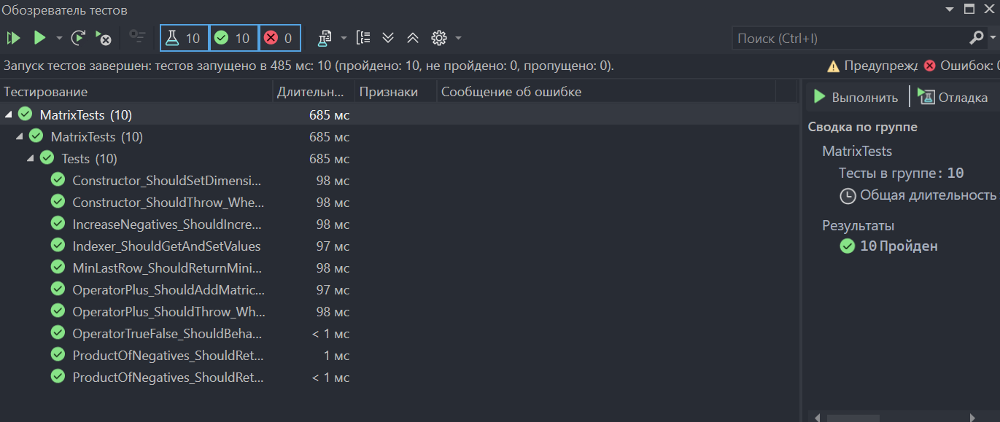 Обозреватель тестов
10 10 0 Поиск (Ctrl+I)
Запуск тестов завершен: тестов запущено в 485 мс: 10 (пройдено: 10, не пройдено: 0, пропущено: 0). Предупрежд Ошибок: 0
Тестирование Длительн... Признаки Сообщение об ошибке
MatrixTests (10) 685 мс
MatrixTests (10) 685 мс
Tests (10) 685 мс
Constructor_ShouldSetDimensi... 98 мс
Constructor_ShouldThrow_Whe... 98 мс
IncreaseNegatives_ShouldIncre... 98 мс
Indexer_ShouldGetAndSetValues 97 мс
MinLastRow_ShouldReturnMini... 98 мс
OperatorPlus_ShouldAddMatric... 97 мс
OperatorPlus_ShouldThrow_Wh... 98 мс
OperatorTrueFalse_ShouldBeha... < 1 мс
ProductOfNegatives_ShouldRet... 1 мс
ProductOfNegatives_ShouldRet... < 1 мс
Выполнить Отладка
Сводка по группе
MatrixTests
Тесты в группе: 10
Общая длительность
Результаты
10 Пройден